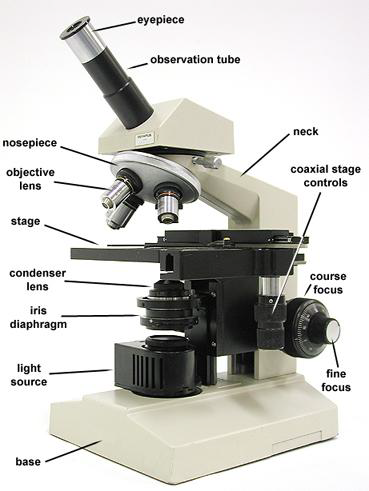 eyepiece
observation tube
nosepiece
neck
objective
lens
coaxial stage
controls
stage
condenser
lens
course
focus
iris
diaphragm
light
source
fine
focus
base